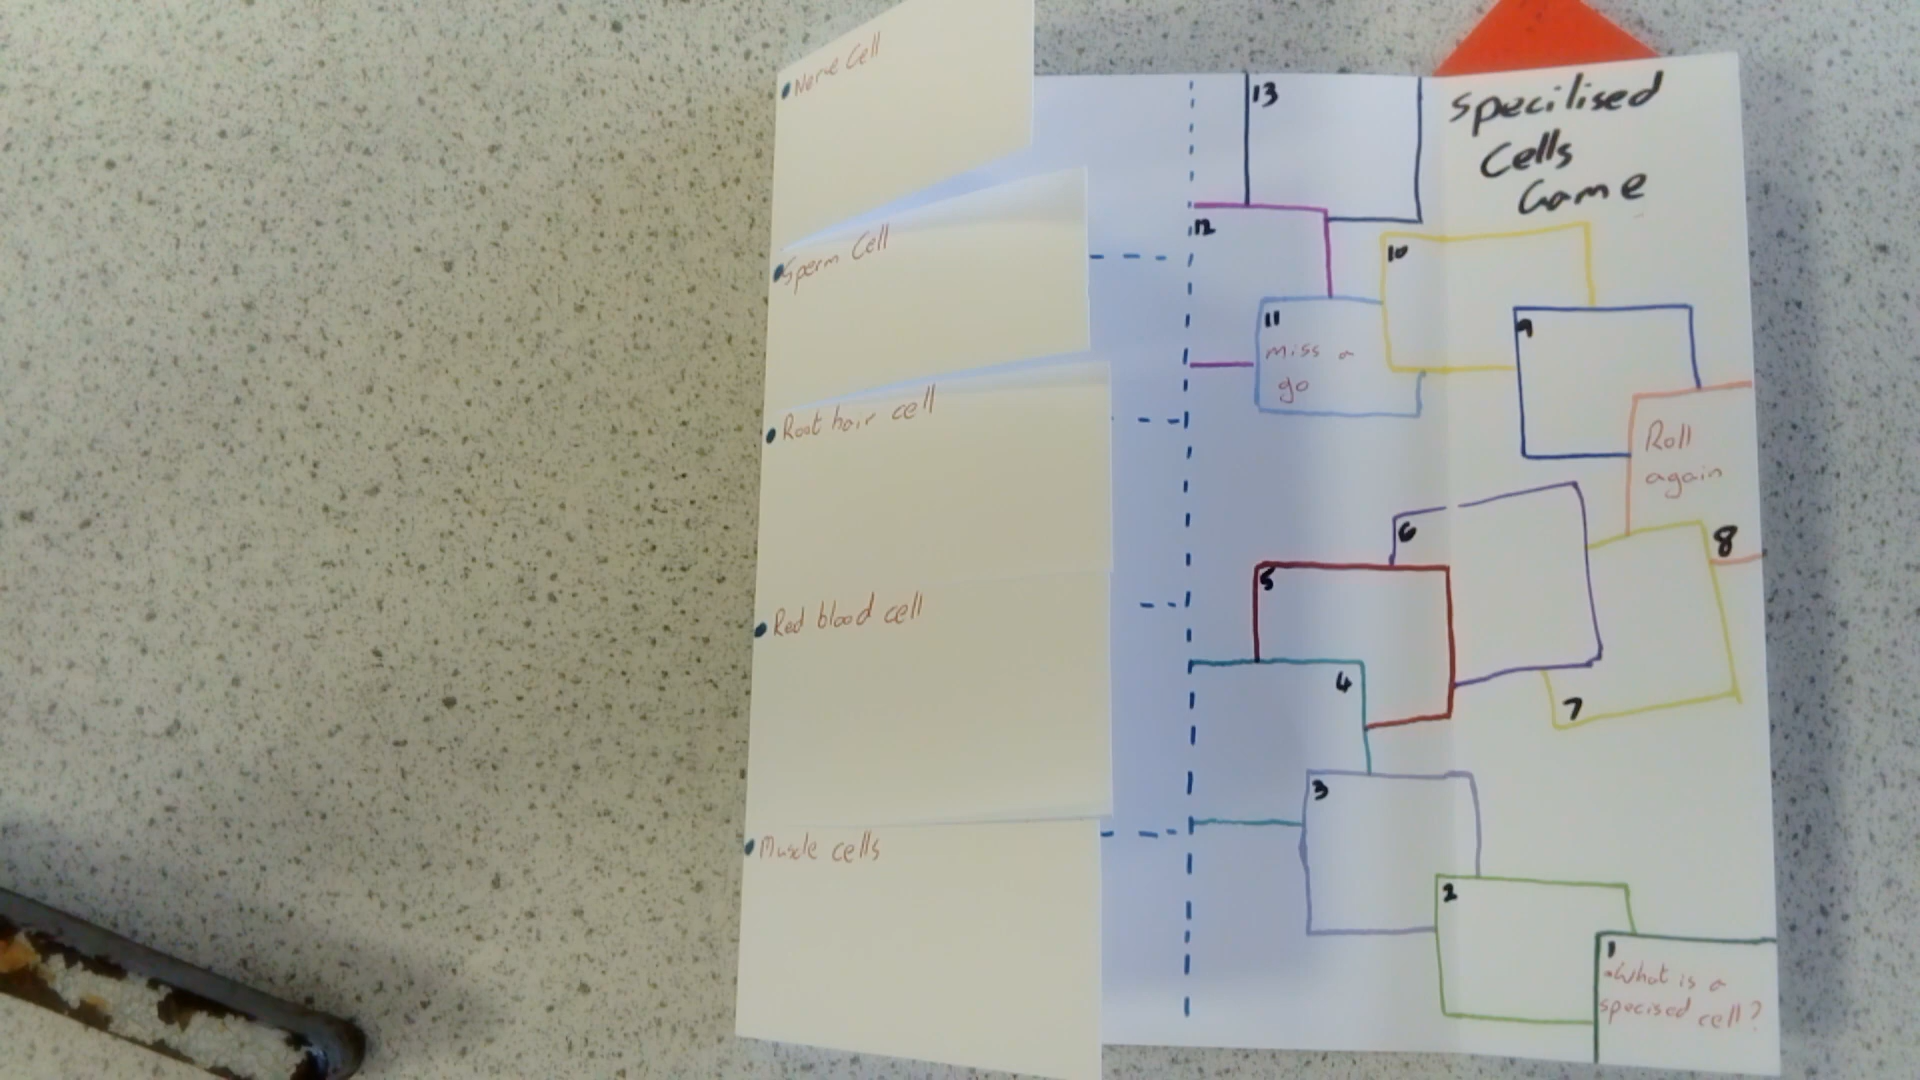 Nerve Cell
Sperm Cell
Root hair cell
Red blood cell
Muscle cells
Specilised
Cells
Game
13
12
10
11
miss a
go
9
Roll
again
8
6
5
7
4
3
2
1
What is a
specised cell?